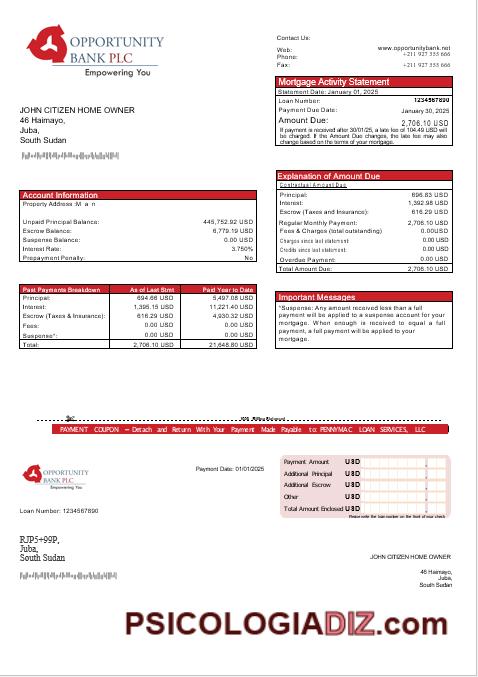 OPPORTUNITY
BANK PLC
Empowering You
Contact Us:
Web: www.opportunitybank.net
Phone: +211 927 555 666
Fax: +211 927 555 666
Mortgage Activity Statement
Statement Date: January 01, 2025
Loan Number: 1234567890
Payment Due Date: January 30, 2025
Amount Due: 2,706.10 USD
If payment is received after 30/01/25, a late fee of 104.49 USD will
be charged. If the Amount Due Changes, the late fee may also
change based on the terms of your mortgage.
JOHN CITIZEN HOME OWNER
46 Haimayo,
Juba,
South Sudan
Explanation of Amount Due
Contractual Amount Due
Principal: 696.83 USD
Interest: 1,392.98 USD
Escrow (Taxes and Insurance): 616.29 USD
Regular Monthly Payment: 2,706.10 USD
Fees & Charges (total outstanding) 0.00USD
Charges since last statement: 0.00 USD
Credits since last statement: 0.00 USD
Overdue Payment: 0.00 USD
Total Amount Due: 2,706.10 USD
Account Information
Property Address :M a n
Unpaid Principal Balance: 445,752.92 USD
Escrow Balance: 6,779.19 USD
Suspense Balance: 0.00 USD
Interest Rate: 3.750%
Prepayment Penalty: No
Past Payments Breakdown As of Last Stmt Paid Year to Date
Principal: 694.66 USD 5,497.08 USD
Interest: 1,395.15 USD 11,221.40 USD
Escrow (Taxes & Insurance): 616.29 USD 4,930.32 USD
Fees: 0.00 USD 0.00 USD
Suspense*: 0.00 USD 0.00 USD
Total: 2,706.10 USD 21,648.80 USD
Important Messages
*Suspense: Any amount received less than a full
payment will be applied to a suspense account for your
mortgage. When enough is received to equal a full
payment, a full payment will be applied to your
mortgage.
PAYMENT COUPON – Detach and Return With Your Payment Made Payable to: PENNYMAC LOAN SERVICES, LLC
OPPORTUNITY
BANK PLC
Empowering You
Payment Date: 01/01/2025
Loan Number: 1234567890
Payment Amount USD
Additional Principal USD
Additional Escrow USD
Other USD
Total Amount Enclosed USD
Please write the loan number on the front of your check
RJP5+99P,
Juba,
South Sudan
JOHN CITIZEN HOME OWNER
46 Haimayo,
Juba,
South Sudan
PSICOLOGIADIZ.com